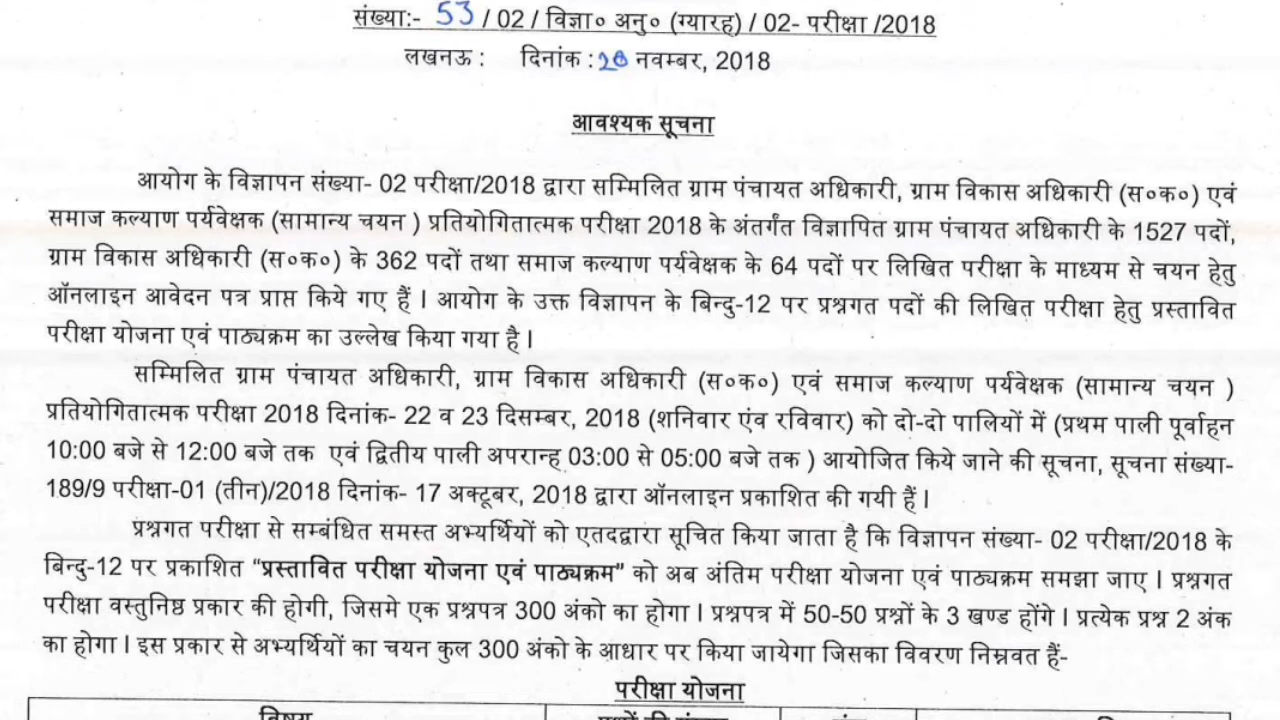 संख्या:- 53 / 02 / विज्ञा० अनु० (ग्यारह) / 02- परीक्षा /2018
लखनऊ : दिनांक :20 नवम्बर, 2018
आवश्यक सूचना
आयोग के विज्ञापन संख्या- 02 परीक्षा/2018 द्वारा सम्मिलित ग्राम पंचायत अधिकारी, ग्राम विकास अधिकारी (स०क०) एवं
समाज कल्याण पर्यवेक्षक (सामान्य चयन ) प्रतियोगितात्मक परीक्षा 2018 के अंतर्गत विज्ञापित ग्राम पंचायत अधिकारी के 1527 पदों,
ग्राम विकास अधिकारी (स०क०) के 362 पदों तथा समाज कल्याण पर्यवेक्षक के 64 पदों पर लिखित परीक्षा के माध्यम से चयन हेतु
ऑनलाइन आवेदन पत्र प्राप्त किये गए हैं । आयोग के उक्त विज्ञापन के बिन्दु-12 पर प्रश्नगत पदों की लिखित परीक्षा हेतु प्रस्तावित
परीक्षा योजना एवं पाठ्यक्रम का उल्लेख किया गया है ।
सम्मिलित ग्राम पंचायत अधिकारी, ग्राम विकास अधिकारी (स०क०) एवं समाज कल्याण पर्यवेक्षक (सामान्य चयन )
प्रतियोगितात्मक परीक्षा 2018 दिनांक- 22 व 23 दिसम्बर, 2018 (शनिवार एंव रविवार) को दो-दो पालियों में (प्रथम पाली पूर्वाहन
10:00 बजे से 12:00 बजे तक एवं द्वितीय पाली अपरान्ह 03:00 से 05:00 बजे तक ) आयोजित किये जाने की सूचना, सूचना संख्या-
189/9 परीक्षा-01 (तीन)/2018 दिनांक- 17 अक्टूबर, 2018 द्वारा ऑनलाइन प्रकाशित की गयी हैं ।
प्रश्नगत परीक्षा से सम्बंधित समस्त अभ्यर्थियों को एतदद्वारा सूचित किया जाता है कि विज्ञापन संख्या- 02 परीक्षा/2018 के
बिन्दु-12 पर प्रकाशित “प्रस्तावित परीक्षा योजना एवं पाठ्यक्रम” को अब अंतिम परीक्षा योजना एवं पाठ्यक्रम समझा जाए । प्रश्नगत
परीक्षा वस्तुनिष्ठ प्रकार की होगी, जिसमे एक प्रश्नपत्र 300 अंको का होगा । प्रश्नपत्र में 50-50 प्रश्नों के 3 खण्ड होंगे । प्रत्येक प्रश्न 2 अंक
का होगा । इस प्रकार से अभ्यर्थियों का चयन कुल 300 अंको के आधार पर किया जायेगा जिसका विवरण निम्नवत हैं-
परीक्षा योजना
विषय